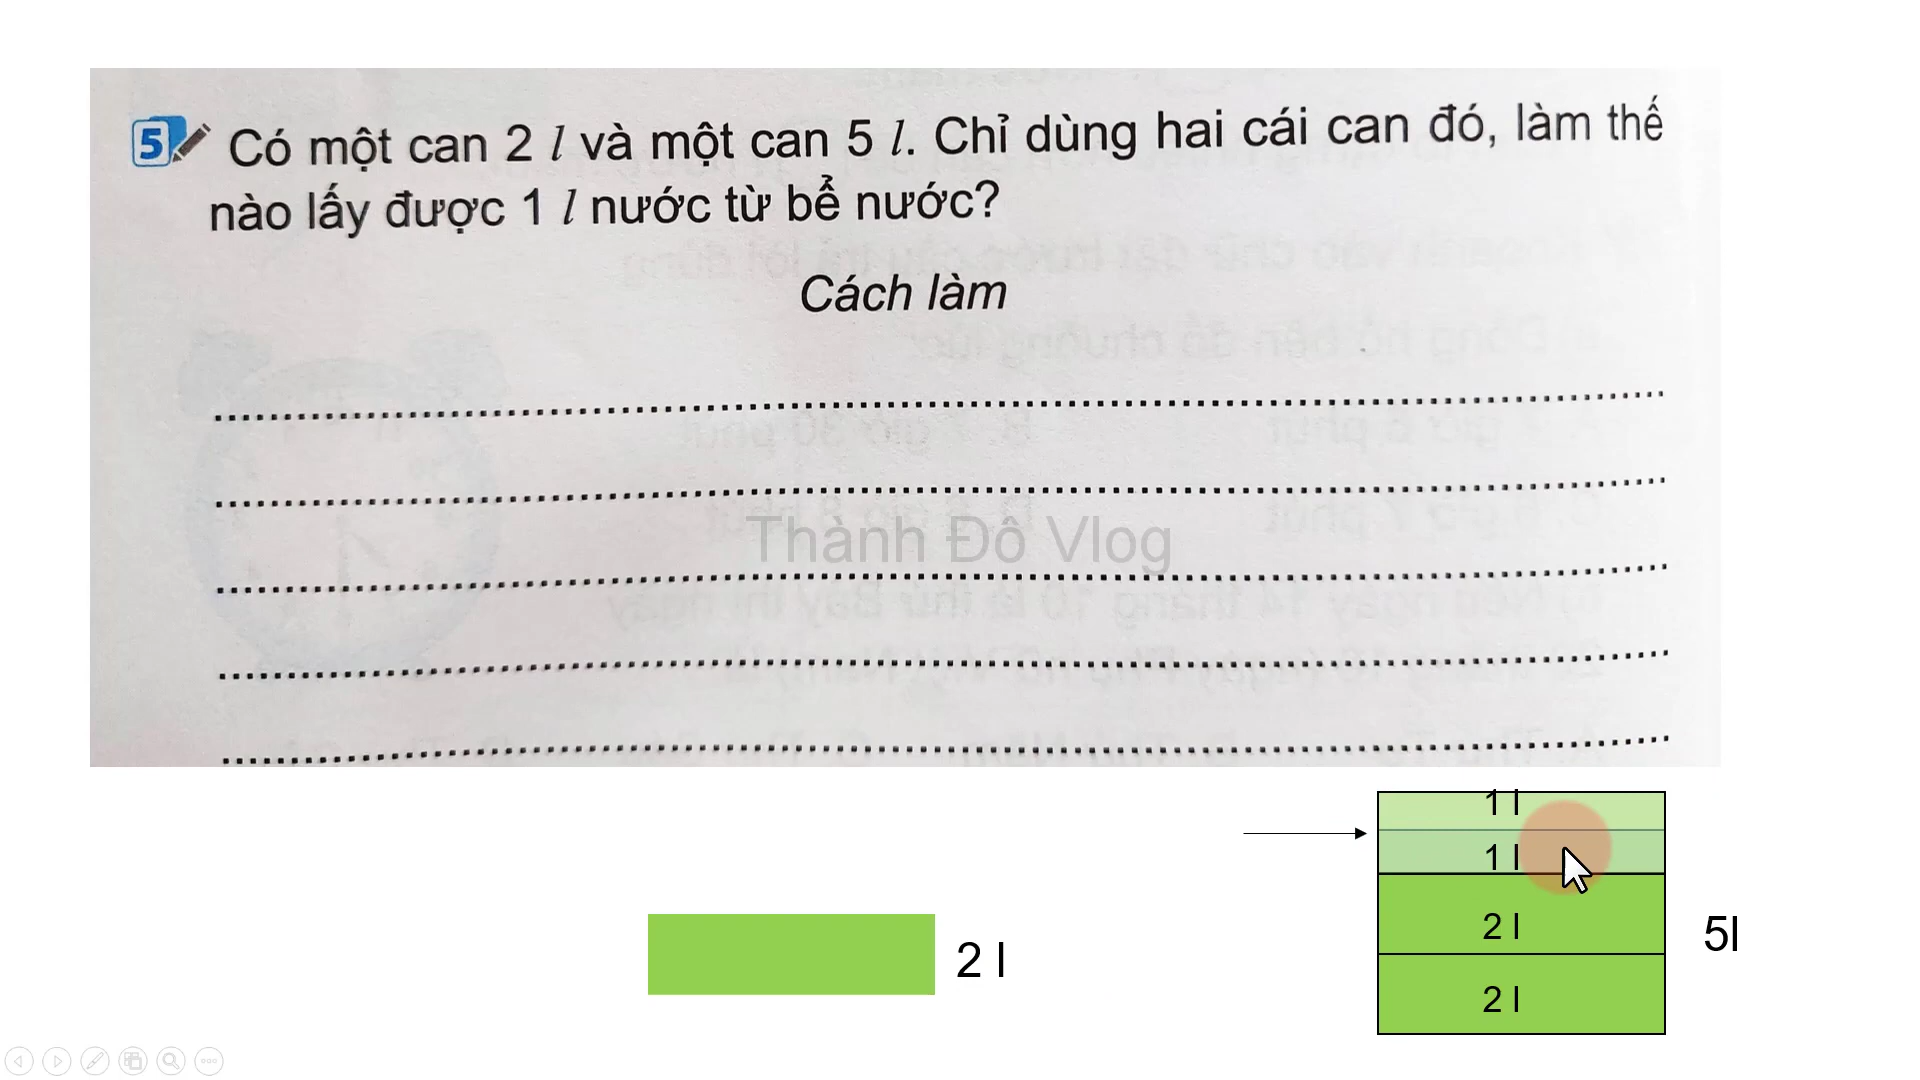 5 Có một can 2 l và một can 5 l. Chỉ dùng hai cái can đó, làm thế
nào lấy được 1 l nước từ bể nước?
Cách làm
Thành Đô Vlog
1 l
1 l
2 l
2 l
2 l
5l